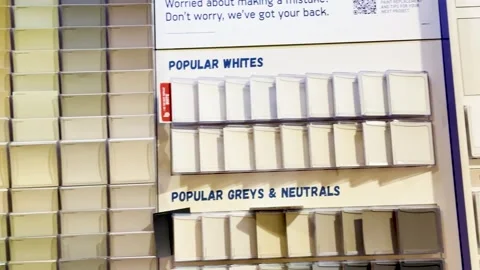 Worried about making a mistake?
Don't worry, we've got your back.
POPULAR WHITES
POPULAR GREYS & NEUTRALS